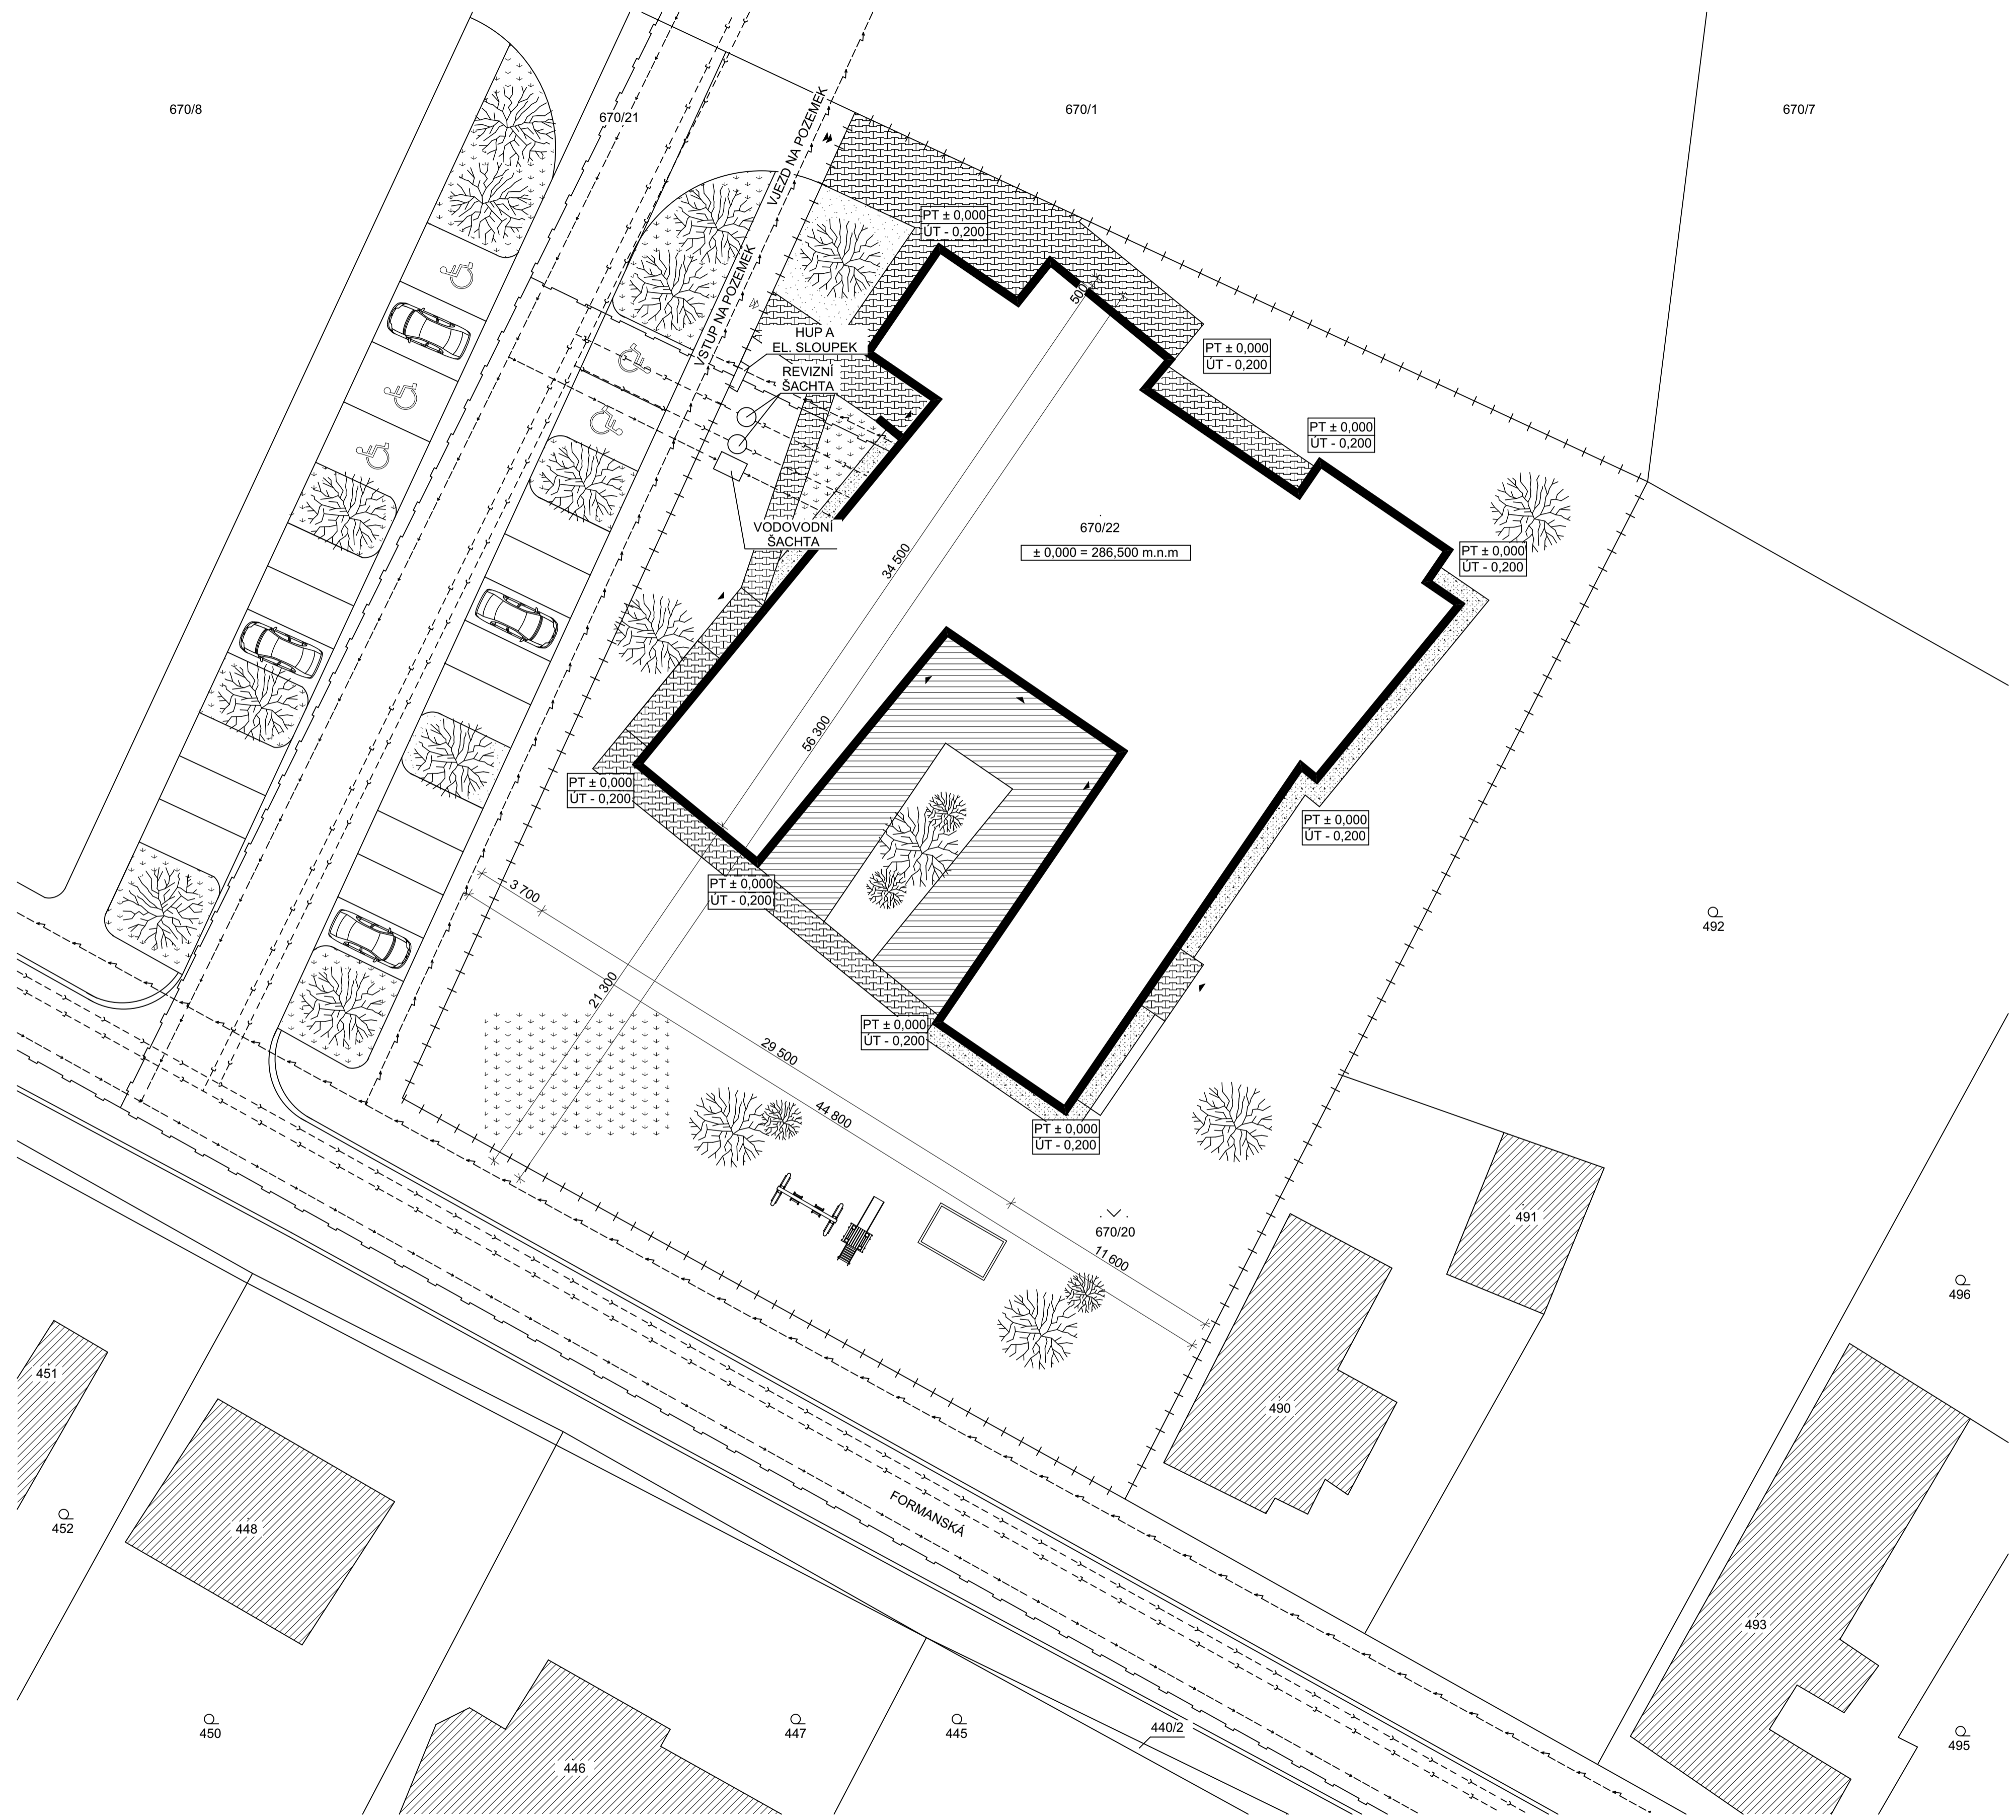 670/8
670/21
670/1
670/7
VJEZD NA POZEMEK
VSTUP NA POZEMEK
PT ± 0,000
ÚT - 0,200
500
HUP A
EL. SLOUPEK
REVIZNÍ
ŠACHTA
PT ± 0,000
ÚT - 0,200
PT ± 0,000
ÚT - 0,200
VODOVODNÍ
ŠACHTA
670/22
± 0,000 = 286,500 m.n.m
PT ± 0,000
ÚT - 0,200
34 500
56 300
PT ± 0,000
ÚT - 0,200
PT ± 0,000
ÚT - 0,200
PT ± 0,000
ÚT - 0,200
3 700
492
21 300
PT ± 0,000
ÚT - 0,200
29 500
44 800
PT ± 0,000
ÚT - 0,200
670/20
11 600
491
496
451
490
FORMANSKÁ
452
448
493
450
447
445
440/2
495
446